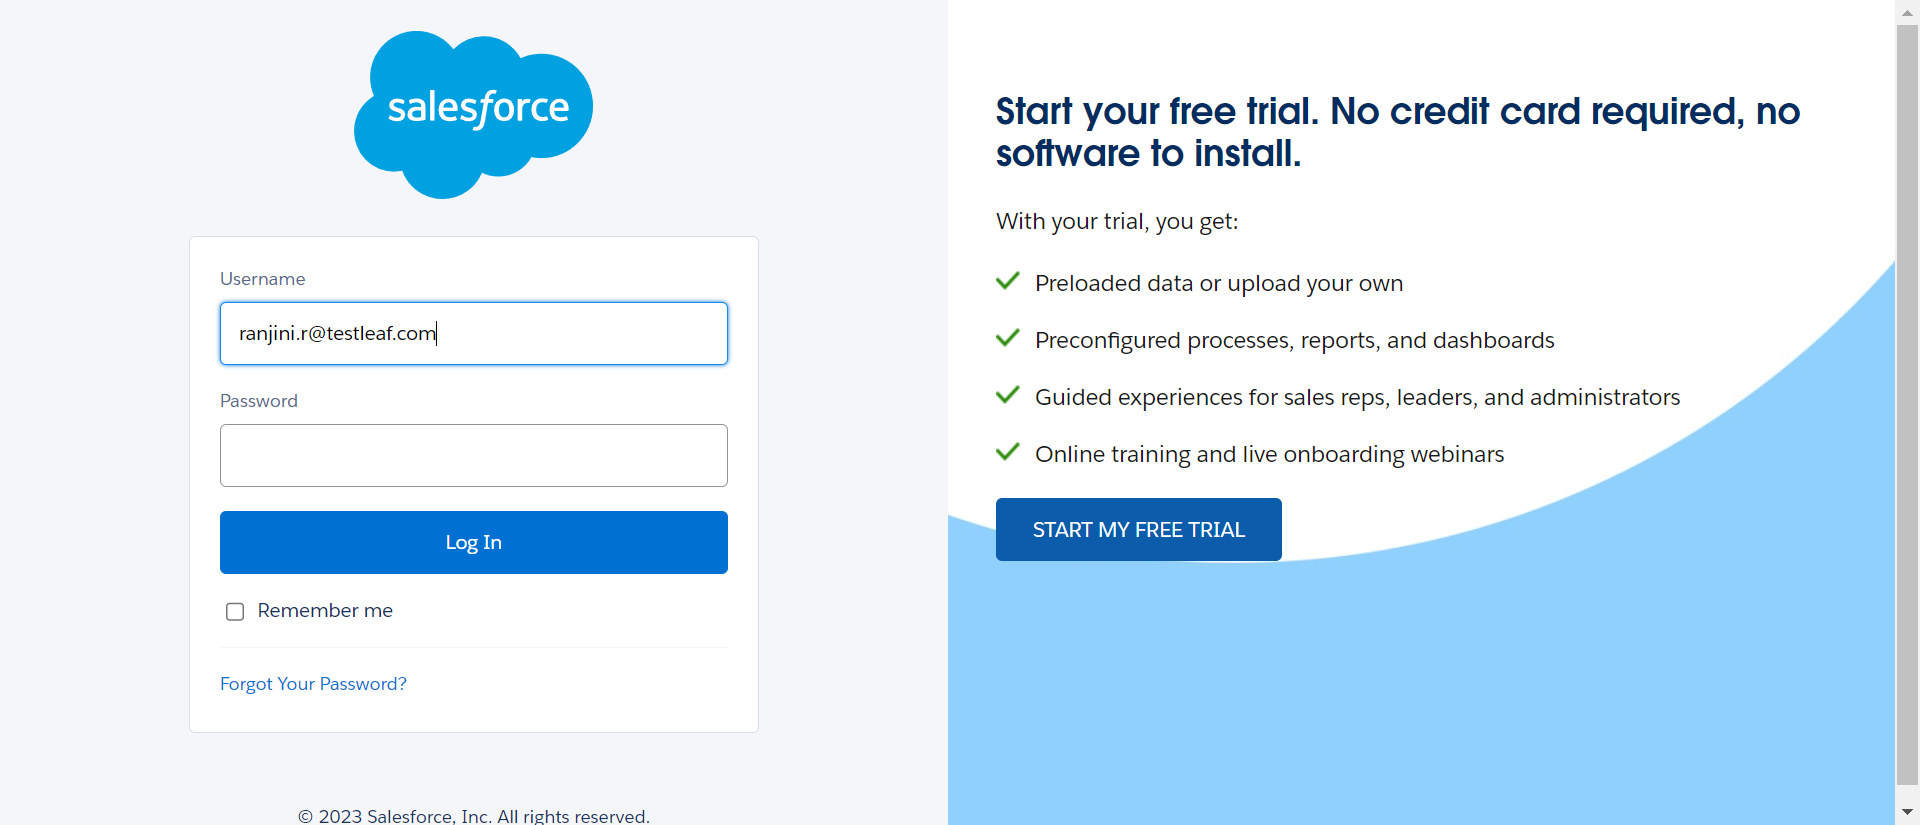 salesforce
Username
ranjini.r@testleaf.com
Password
Log In
Remember me
Forgot Your Password?
© 2023 Salesforce, Inc. All rights reserved.
Start your free trial. No credit card required, no
software to install.
With your trial, you get:
Preloaded data or upload your own
Preconfigured processes, reports, and dashboards
Guided experiences for sales reps, leaders, and administrators
Online training and live onboarding webinars
START MY FREE TRIAL